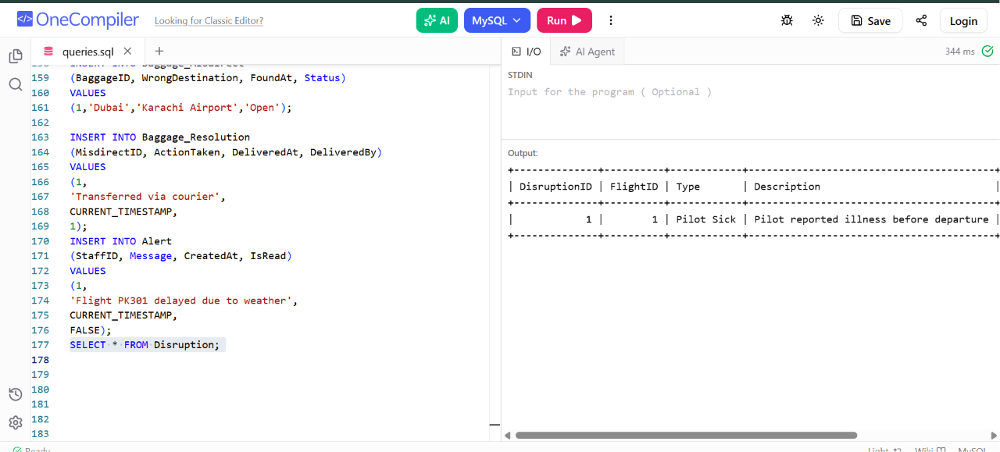 OneCompiler
Looking for Classic Editor?
AI
MySQL
Run
Save
Login
queries.sql
I/O
AI Agent
344 ms
STDIN
Input for the program ( Optional )
158 INSERT INTO Baggage_Misdirect
159 (BaggageID, WrongDestination, FoundAt, Status)
160 VALUES
161 (1,'Dubai','Karachi Airport','Open');
162
163 INSERT INTO Baggage_Resolution
164 (MisdirectID, ActionTaken, DeliveredAt, DeliveredBy)
165 VALUES
166 (1,
167 'Transferred via courier',
168 CURRENT_TIMESTAMP,
169 1);
170 INSERT INTO Alert
171 (StaffID, Message, CreatedAt, IsRead)
172 VALUES
173 (1,
174 'Flight PK301 delayed due to weather',
175 CURRENT_TIMESTAMP,
176 FALSE);
177 SELECT * FROM Disruption;
178
179
180
181
182
183
Output:
+--------------+----------+------------+---------------------------------------+
| DisruptionID | FlightID | Type       | Description                           |
+--------------+----------+------------+---------------------------------------+
|            1 |        1 | Pilot Sick | Pilot reported illness before departure |
+--------------+----------+------------+---------------------------------------+
Ready
Light
Wiki
MySQL